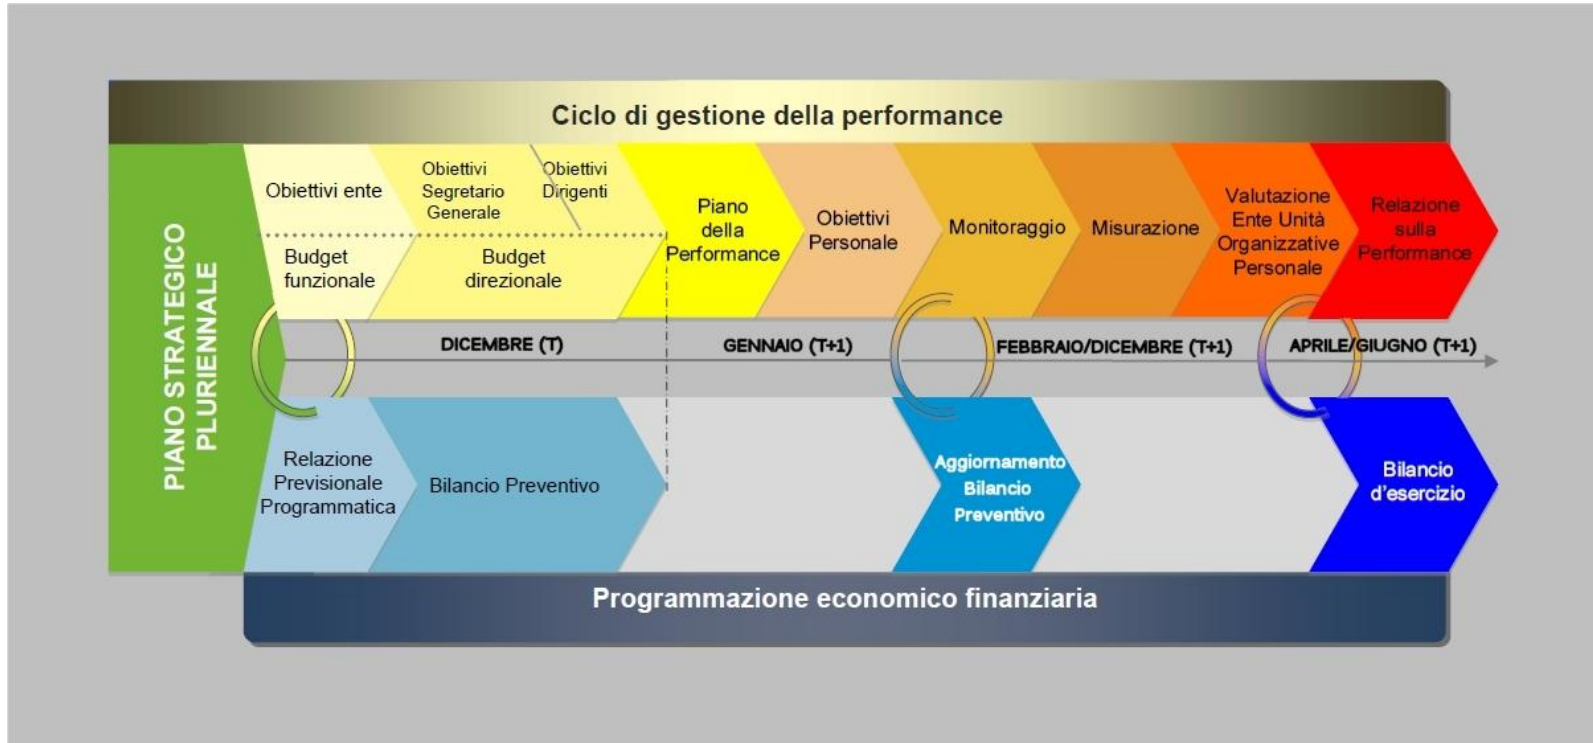 Ciclo di gestione della performance
PIANO STRATEGICO
PLURIENNALE
Obiettivi ente
Obiettivi
Segretario
Generale
Obiettivi
Dirigenti
Budget
funzionale
Budget
direzionale
Piano
della
Performance
Obiettivi
Personale
Monitoraggio
Misurazione
Valutazione
Ente Unità
Organizzative
Personale
Relazione
sulla
Performance
DICEMBRE (T)
GENNAIO (T+1)
FEBBRAIO/DICEMBRE (T+1)
APRILE/GIUGNO (T+1)
Relazione
Previsionale
Programmatica
Bilancio Preventivo
Aggiornamento
Bilancio
Preventivo
Bilancio
d'esercizio
Programmazione economico finanziaria